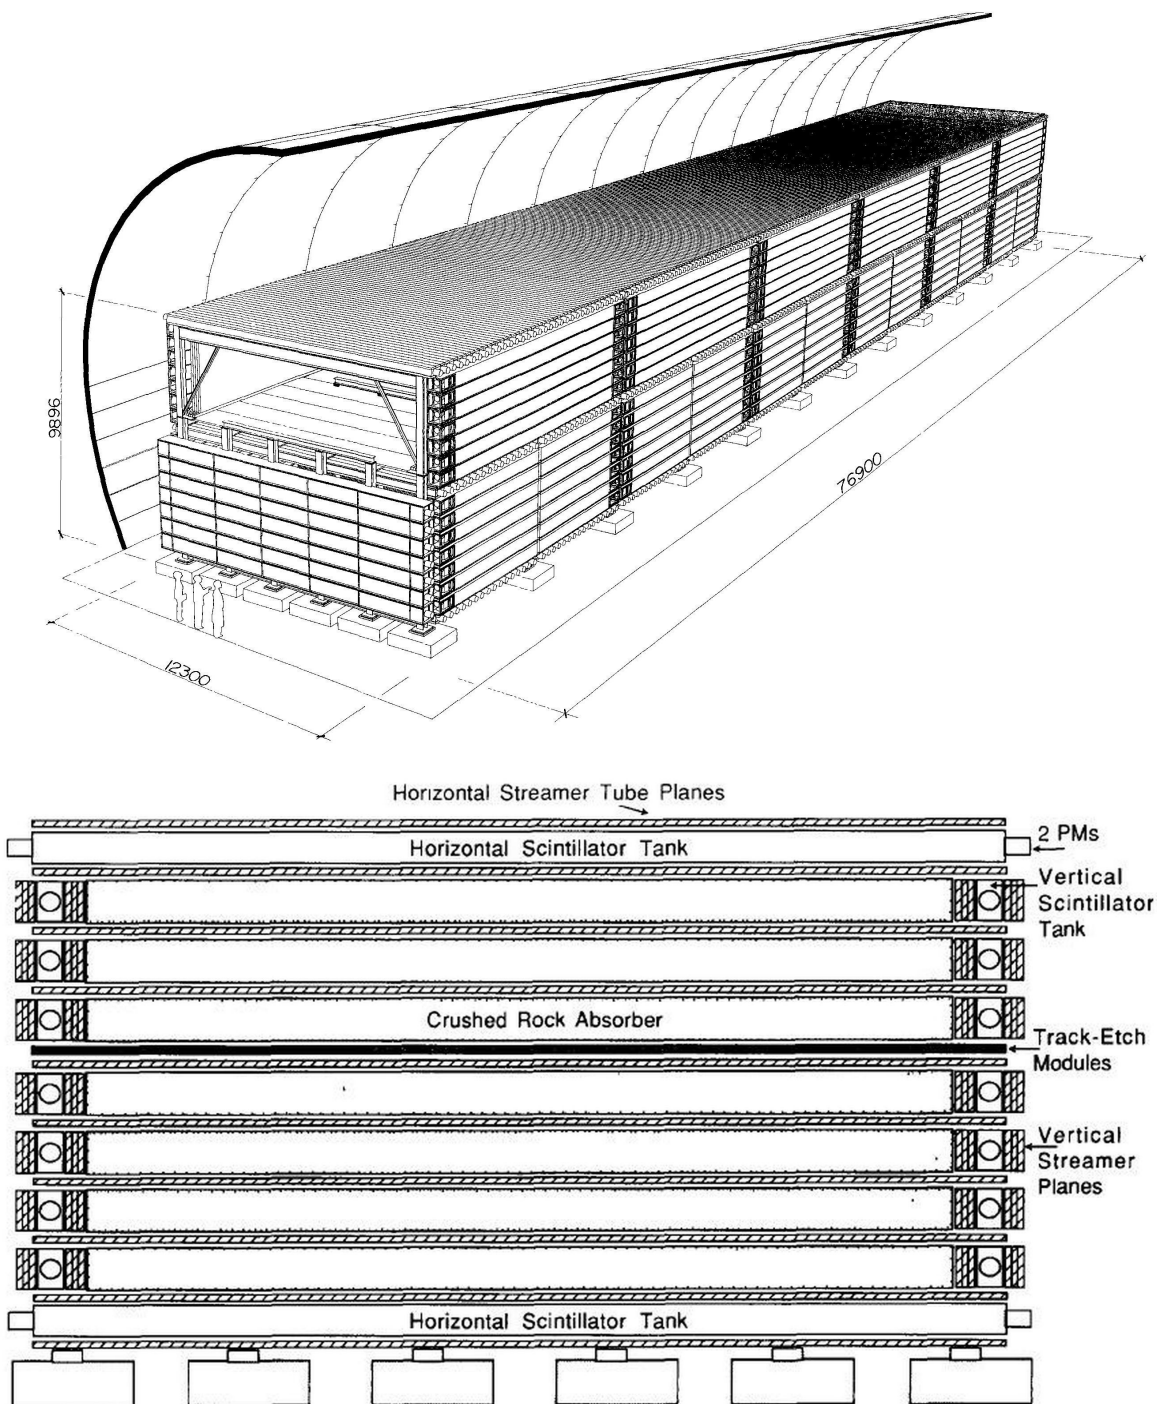 9896
76900
12300
Horizontal Streamer Tube Planes
2 PMs
Horizontal Scintillator Tank
Vertical
Scintillator
Tank
Crushed Rock Absorber
Track-Etch
Modules
Vertical
Streamer
Planes
Horizontal Scintillator Tank